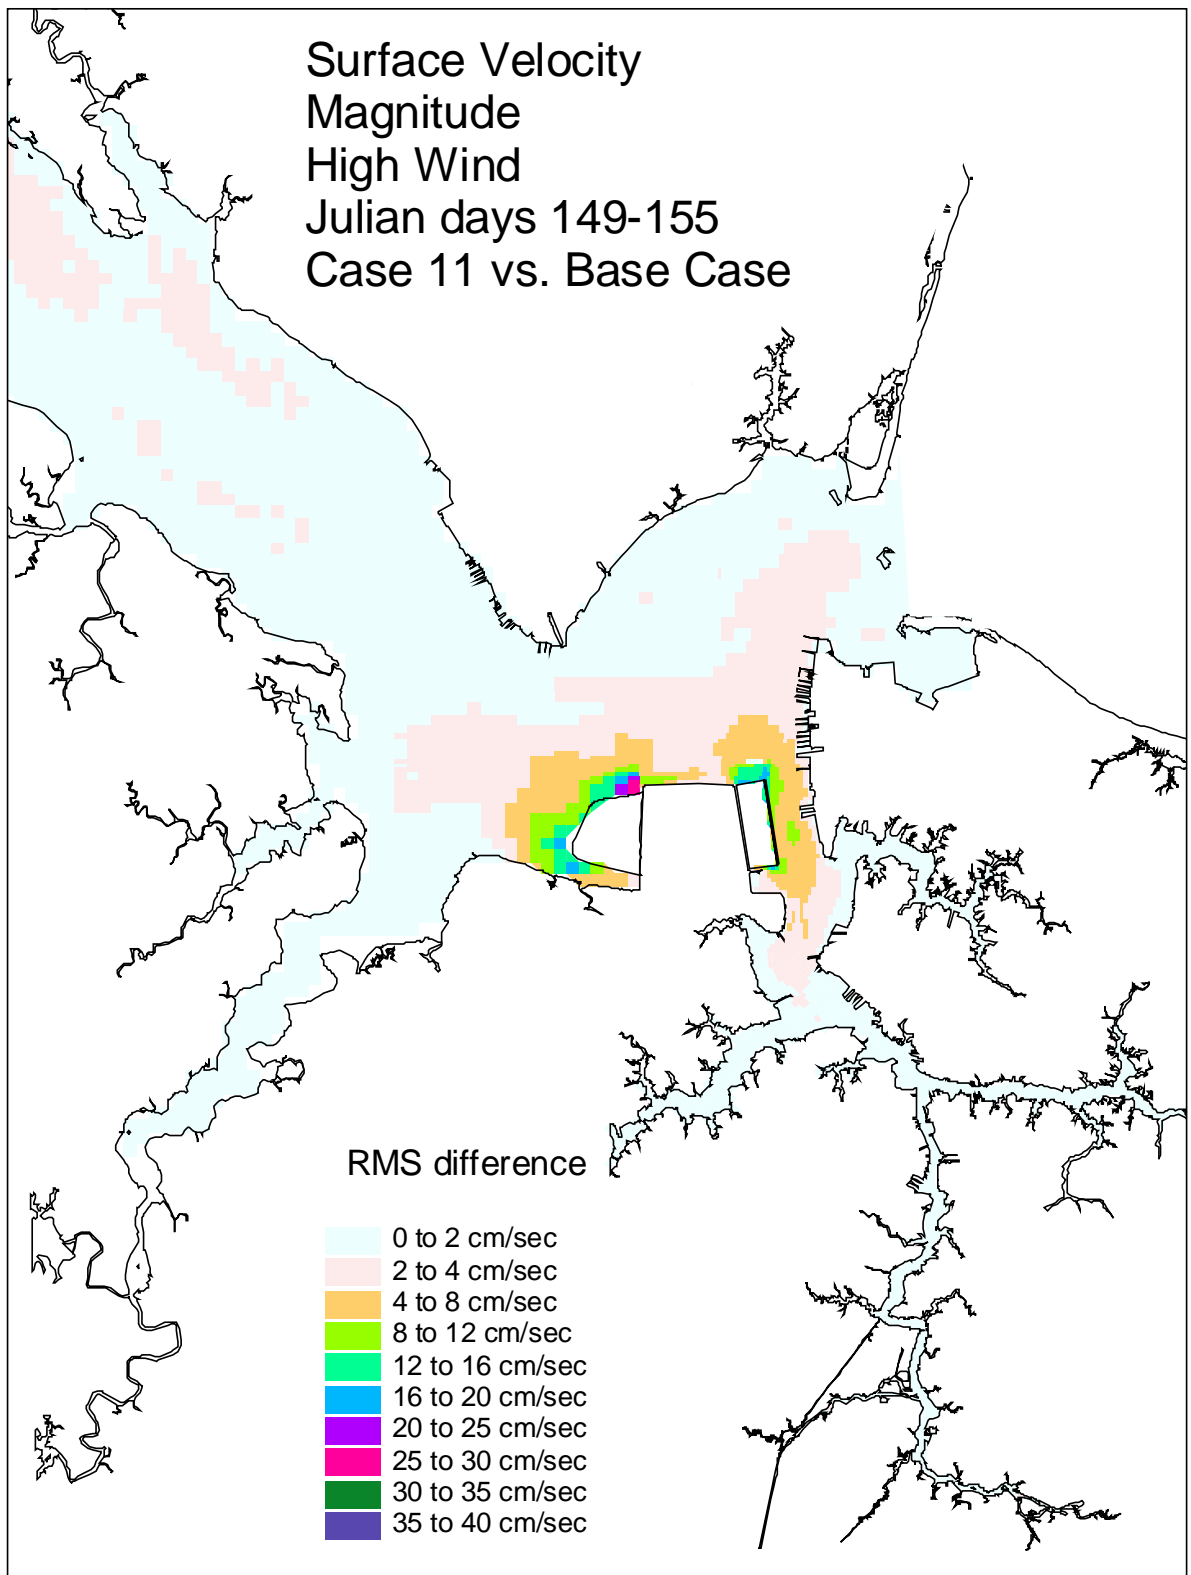 Surface Velocity
Magnitude
High Wind
Julian days 149-155
Case 11 vs. Base Case
RMS difference
0 to 2 cm/sec
2 to 4 cm/sec
4 to 8 cm/sec
8 to 12 cm/sec
12 to 16 cm/sec
16 to 20 cm/sec
20 to 25 cm/sec
25 to 30 cm/sec
30 to 35 cm/sec
35 to 40 cm/sec